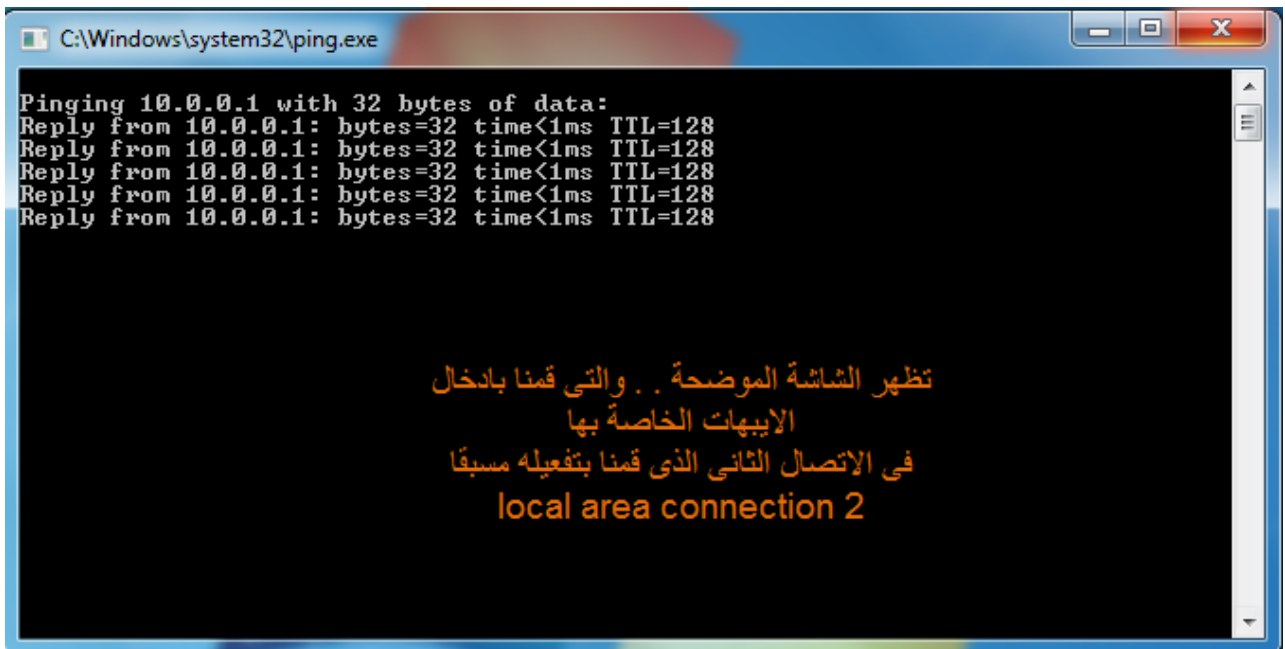 C:\Windows\system32\ping.exe
Pinging 10.0.0.1 with 32 bytes of data:
Reply from 10.0.0.1: bytes=32 time<1ms TTL=128
Reply from 10.0.0.1: bytes=32 time<1ms TTL=128
Reply from 10.0.0.1: bytes=32 time<1ms TTL=128
Reply from 10.0.0.1: bytes=32 time<1ms TTL=128
Reply from 10.0.0.1: bytes=32 time<1ms TTL=128
تظهر الشاشة الموضحة . . والتى قمنا بادخال
الايبهات الخاصة بها
فى الاتصال الثانى الذى قمنا بتفعيله مسبقا
local area connection 2